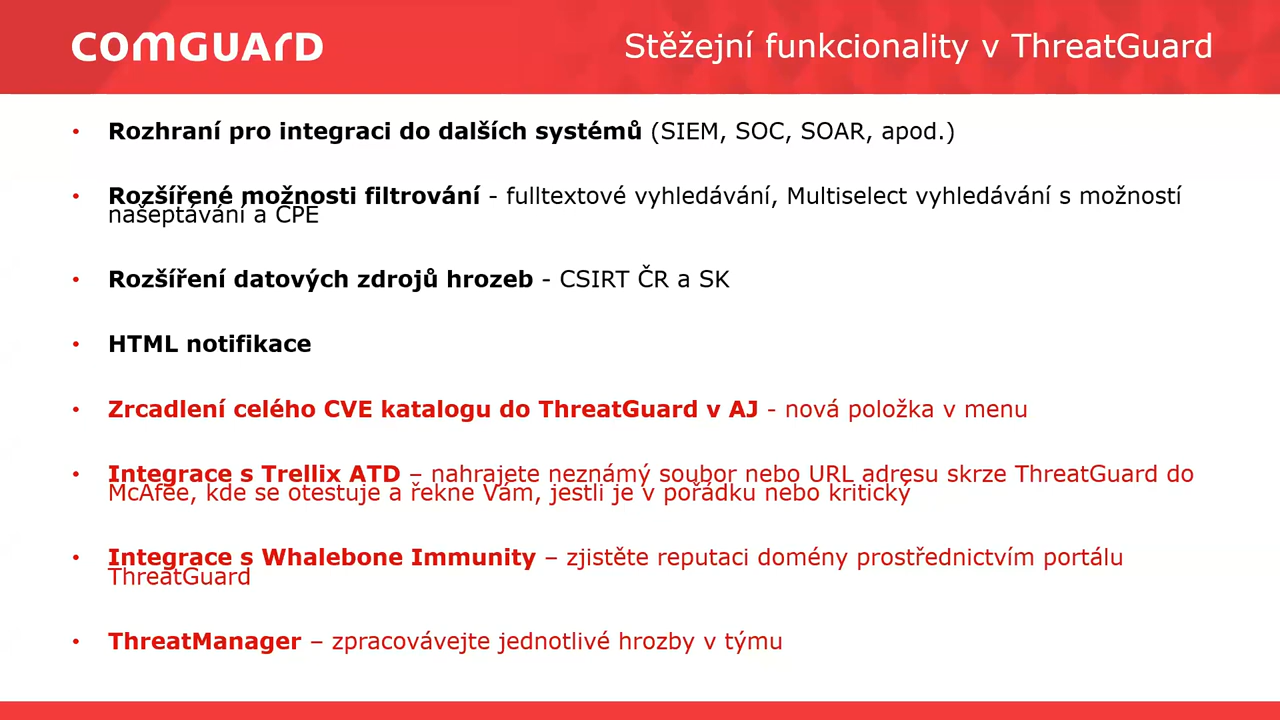 COMGUARD
Stěžejní funkcionality v ThreatGuard
• Rozhraní pro integraci do dalších systémů (SIEM, SOC, SOAR, apod.)
• Rozšířené možnosti filtrování - fulltextové vyhledávání, Multiselect vyhledávání s možností
našeptávání a CPE
• Rozšíření datových zdrojů hrozeb - CSIRT ČR a SK
• HTML notifikace
• Zrcadlení celého CVE katalogu do ThreatGuard v AJ - nová položka v menu
• Integrace s Trellix ATD – nahrajete neznámý soubor nebo URL adresu skrze ThreatGuard do
McAfee, kde se otestuje a řekne Vám, jestli je v pořádku nebo kritický
• Integrace s Whalebone Immunity – zjistěte reputaci domény prostřednictvím portálu
ThreatGuard
• ThreatManager – zpracovávejte jednotlivé hrozby v týmu